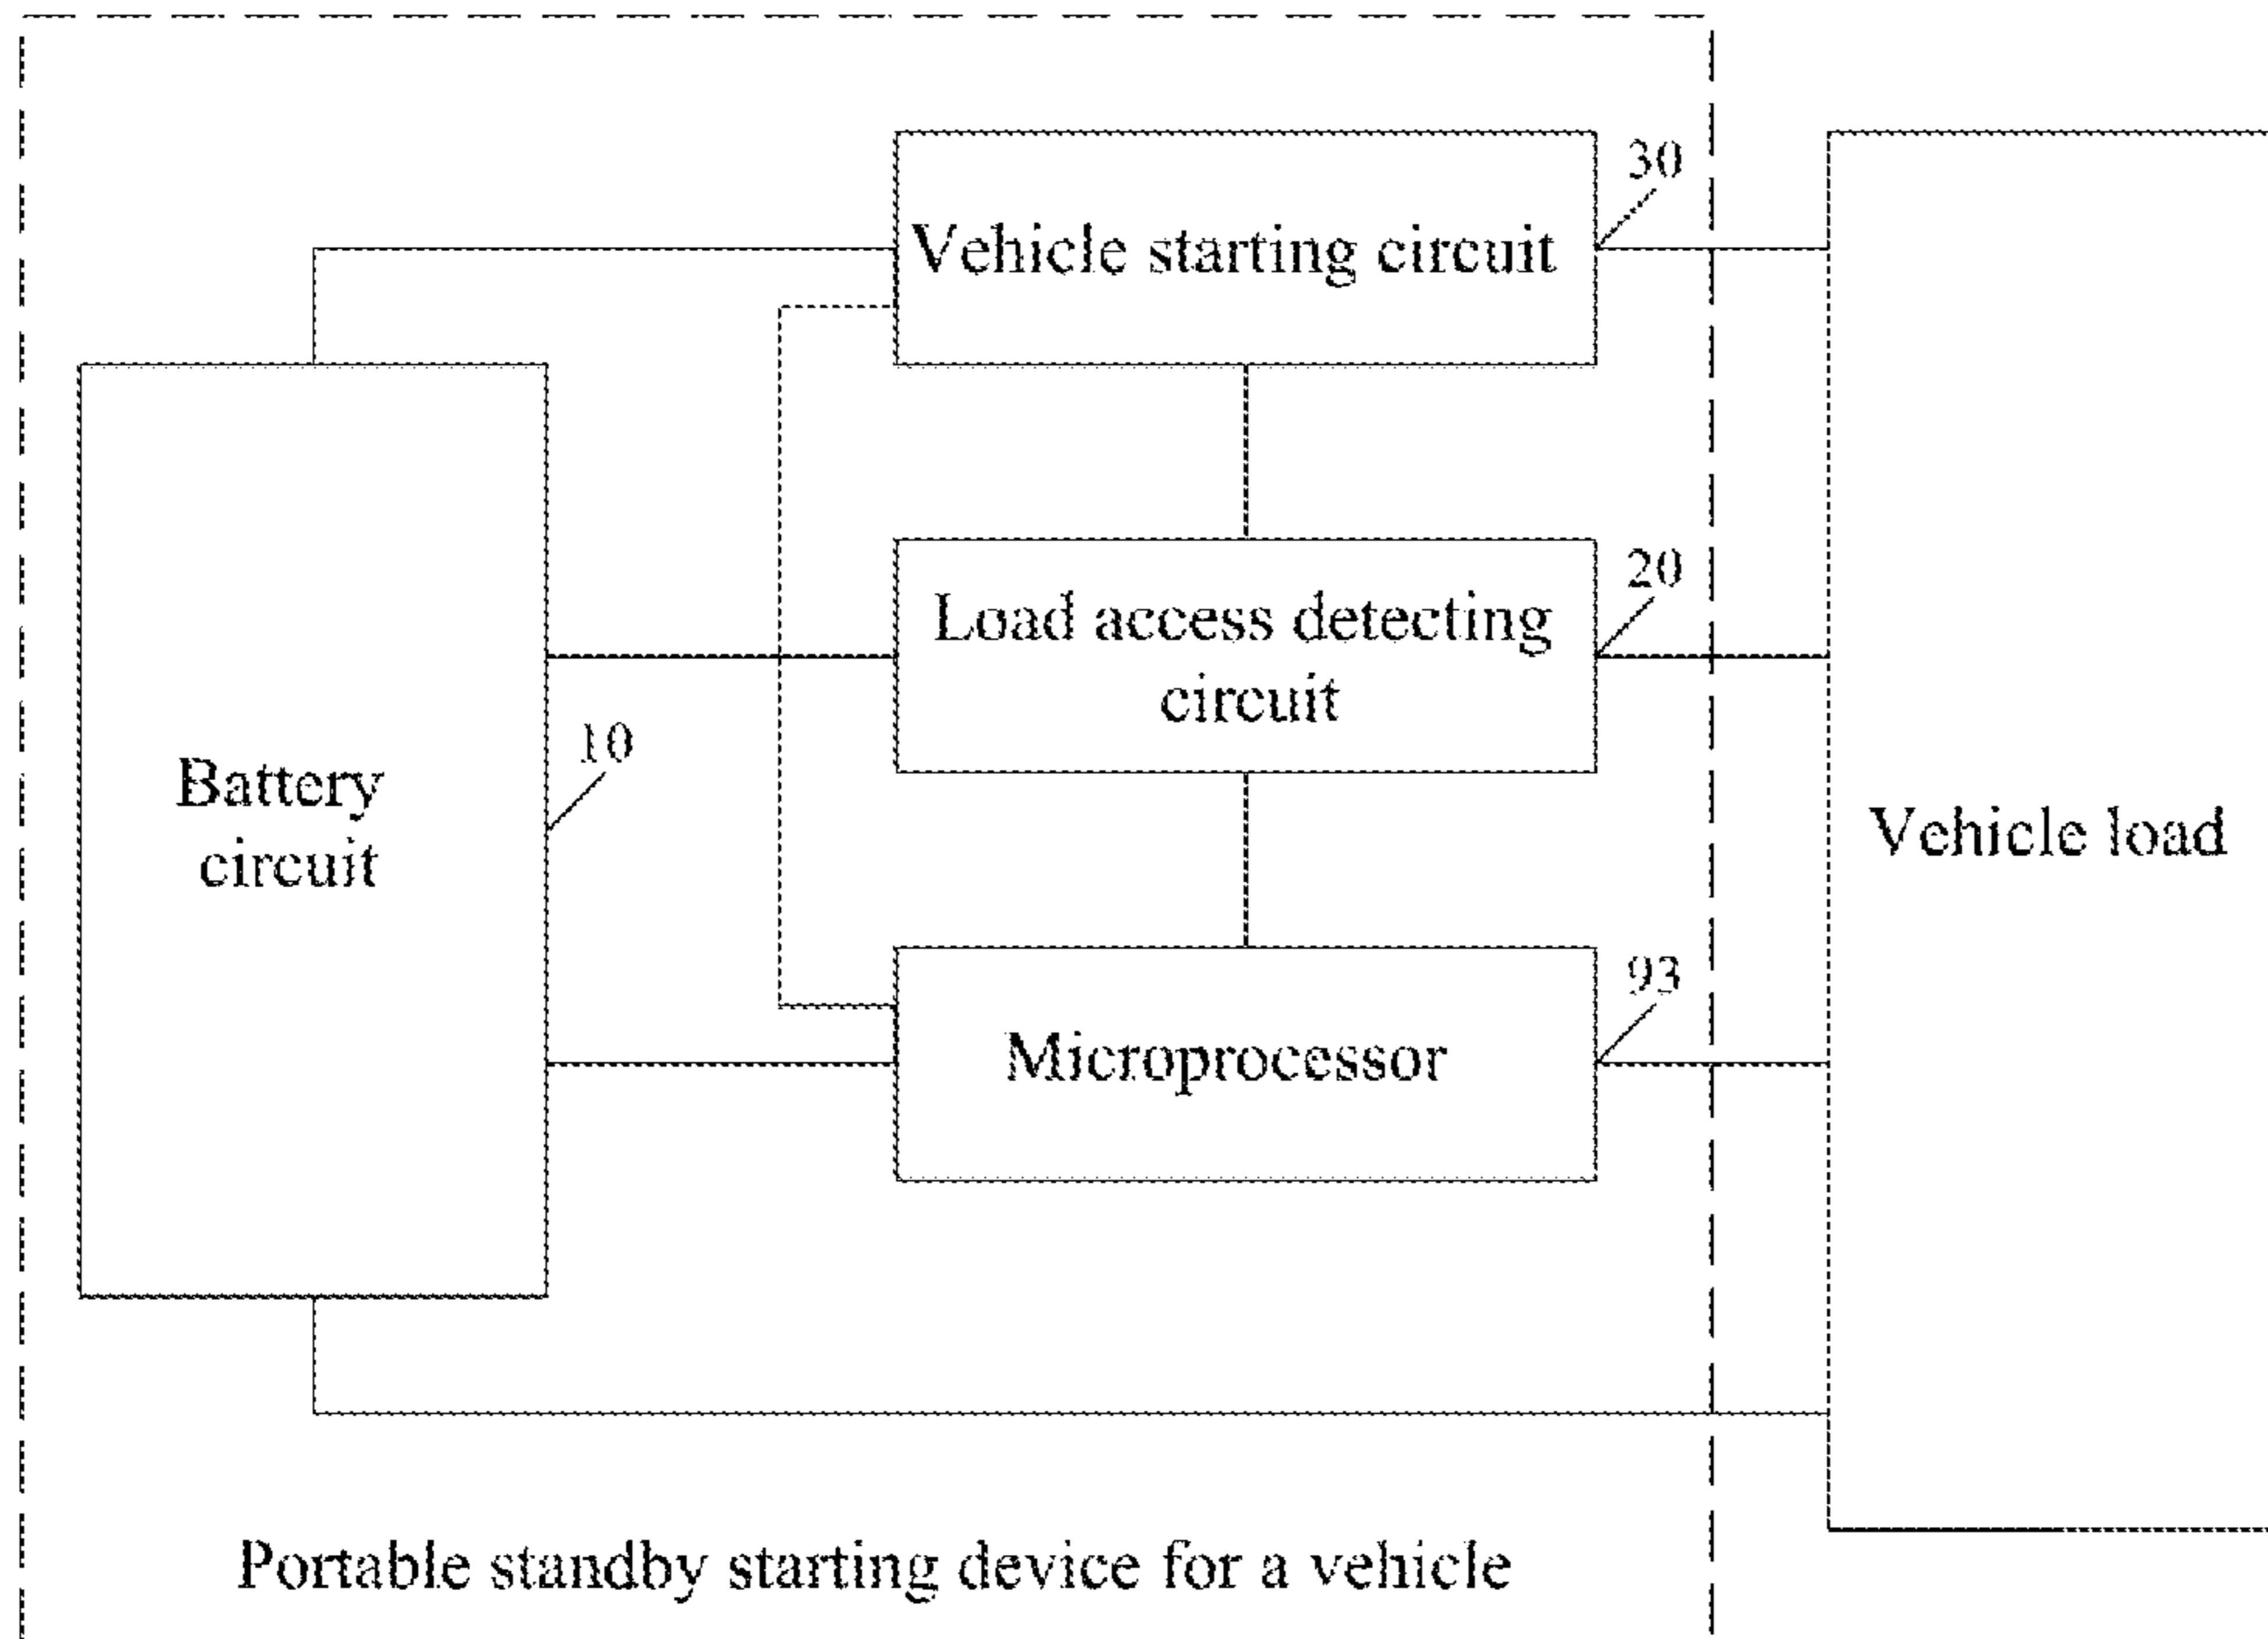 30
Vehicle starting circuit
20
Load access detecting
circuit
10
Battery
circuit
Vehicle load
93
Microprocessor
Portable standby starting device for a vehicle